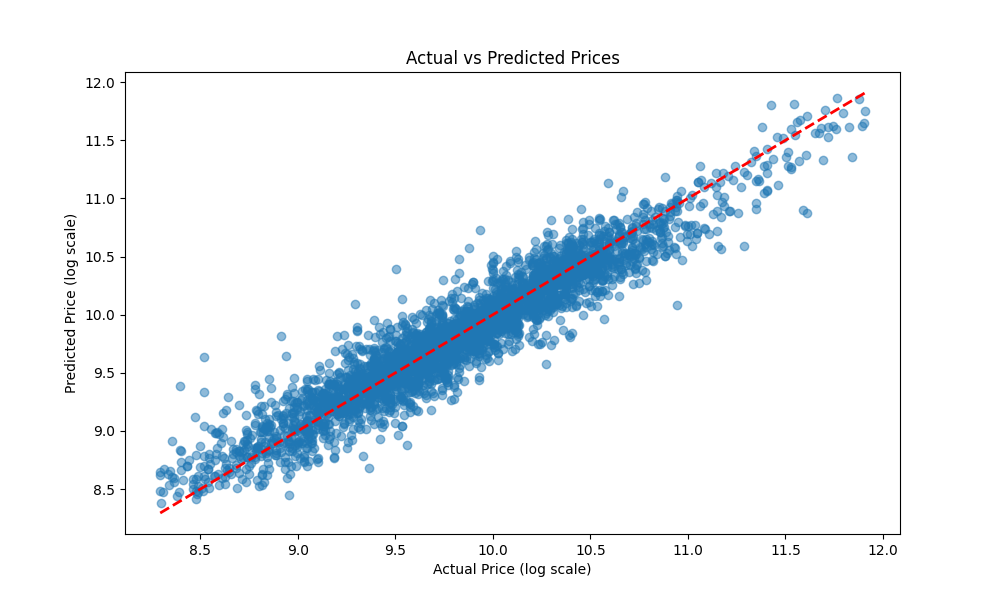 Actual vs Predicted Prices
Predicted Price (log scale)
12.0
11.5
11.0
10.5
10.0
9.5
9.0
8.5
8.5 9.0 9.5 10.0 10.5 11.0 11.5 12.0
Actual Price (log scale)